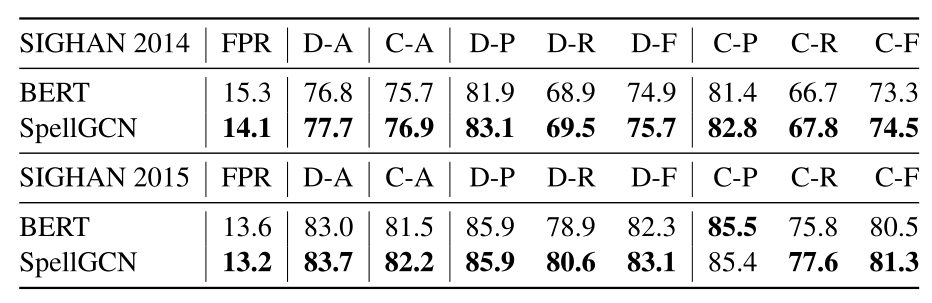 SIGHAN 2014 FPR D-A C-A D-P D-R D-F C-P C-R C-F
BERT 15.3 76.8 75.7 81.9 68.9 74.9 81.4 66.7 73.3
SpellGCN 14.1 77.7 76.9 83.1 69.5 75.7 82.8 67.8 74.5
SIGHAN 2015 FPR D-A C-A D-P D-R D-F C-P C-R C-F
BERT 13.6 83.0 81.5 85.9 78.9 82.3 85.5 75.8 80.5
SpellGCN 13.2 83.7 82.2 85.9 80.6 83.1 85.4 77.6 81.3